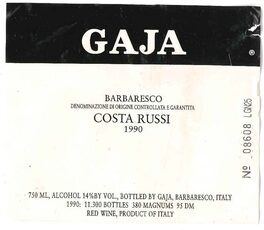 GAJA
BARBARESCO
DENOMINAZIONE DI ORIGINE CONTROLLATA E GARANTITA
COSTA RUSSI
1990
Nº 08608 LGK05
750 ML, ALCOHOL 14% BY VOL., BOTTLED BY GAJA, BARBARESCO, ITALY
1990: 11.300 BOTTLES 380 MAGNUMS 95 DM
RED WINE, PRODUCT OF ITALY